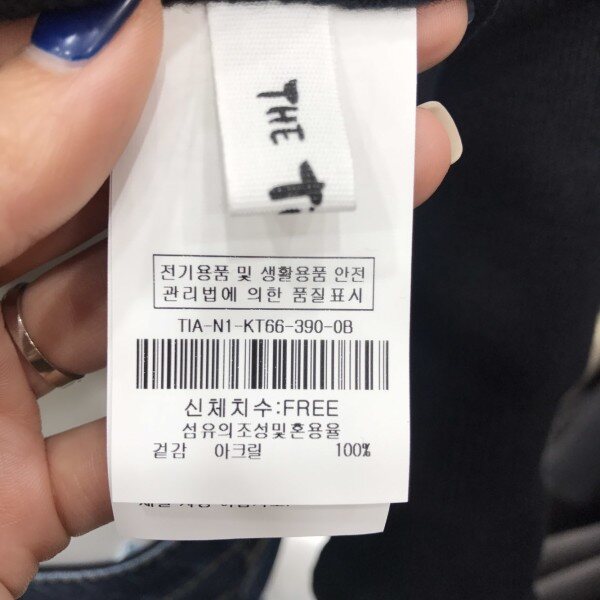 THE
전기용품 및 생활용품 안전
관리법에 의한 품질표시
TIA-N1-KT66-390-0B
신체치수:FREE
섬유의조성및혼용율
겉감 아크릴 100%